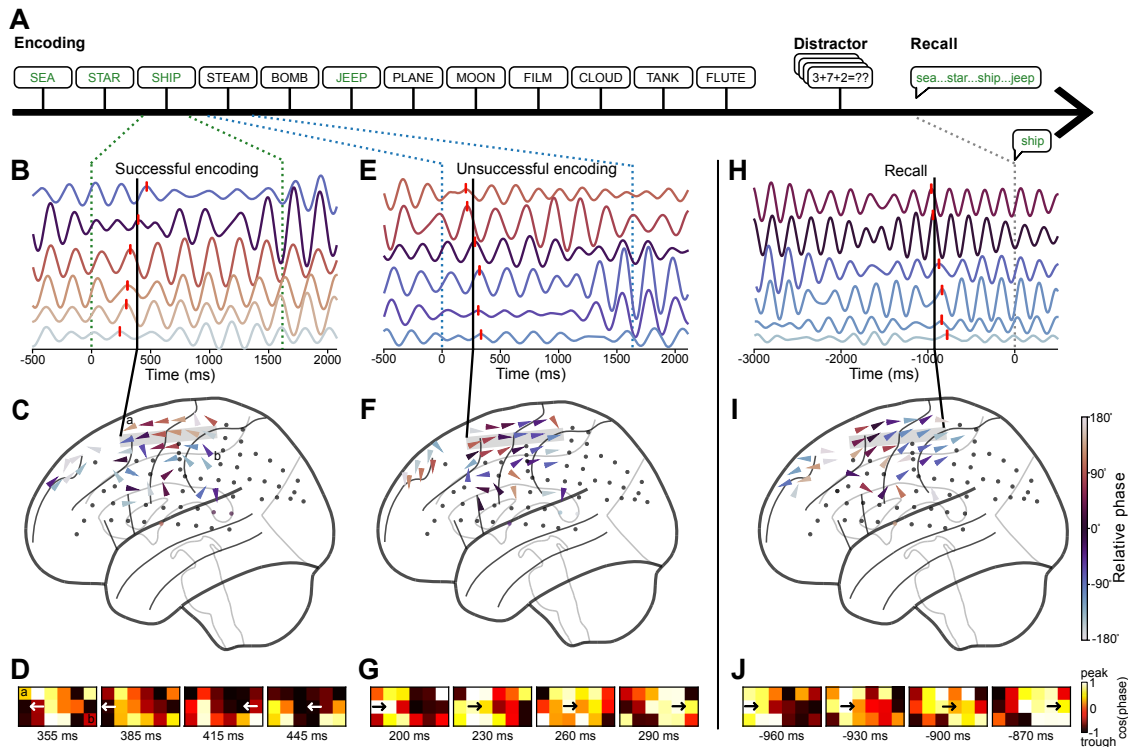 A
Encoding
Distractor
Recall
SEA STAR SHIP STEAM BOMB JEEP PLANE MOON FILM CLOUD TANK FLUTE
3+7+2=??
sea...star...ship...jeep
ship
B
Successful encoding
-500 0 500 1000 1500 2000
Time (ms)
E
Unsuccessful encoding
-500 0 500 1000 1500 2000
Time (ms)
H
Recall
-3000 -2000 -1000 0
Time (ms)
C
a
b
F
I
180°
90°
0°
-90°
-180°
Relative phase
D
a
b
355 ms 385 ms 415 ms 445 ms
G
200 ms 230 ms 260 ms 290 ms
J
-960 ms -930 ms -900 ms -870 ms
peak
1
0
-1
trough
cos(phase)